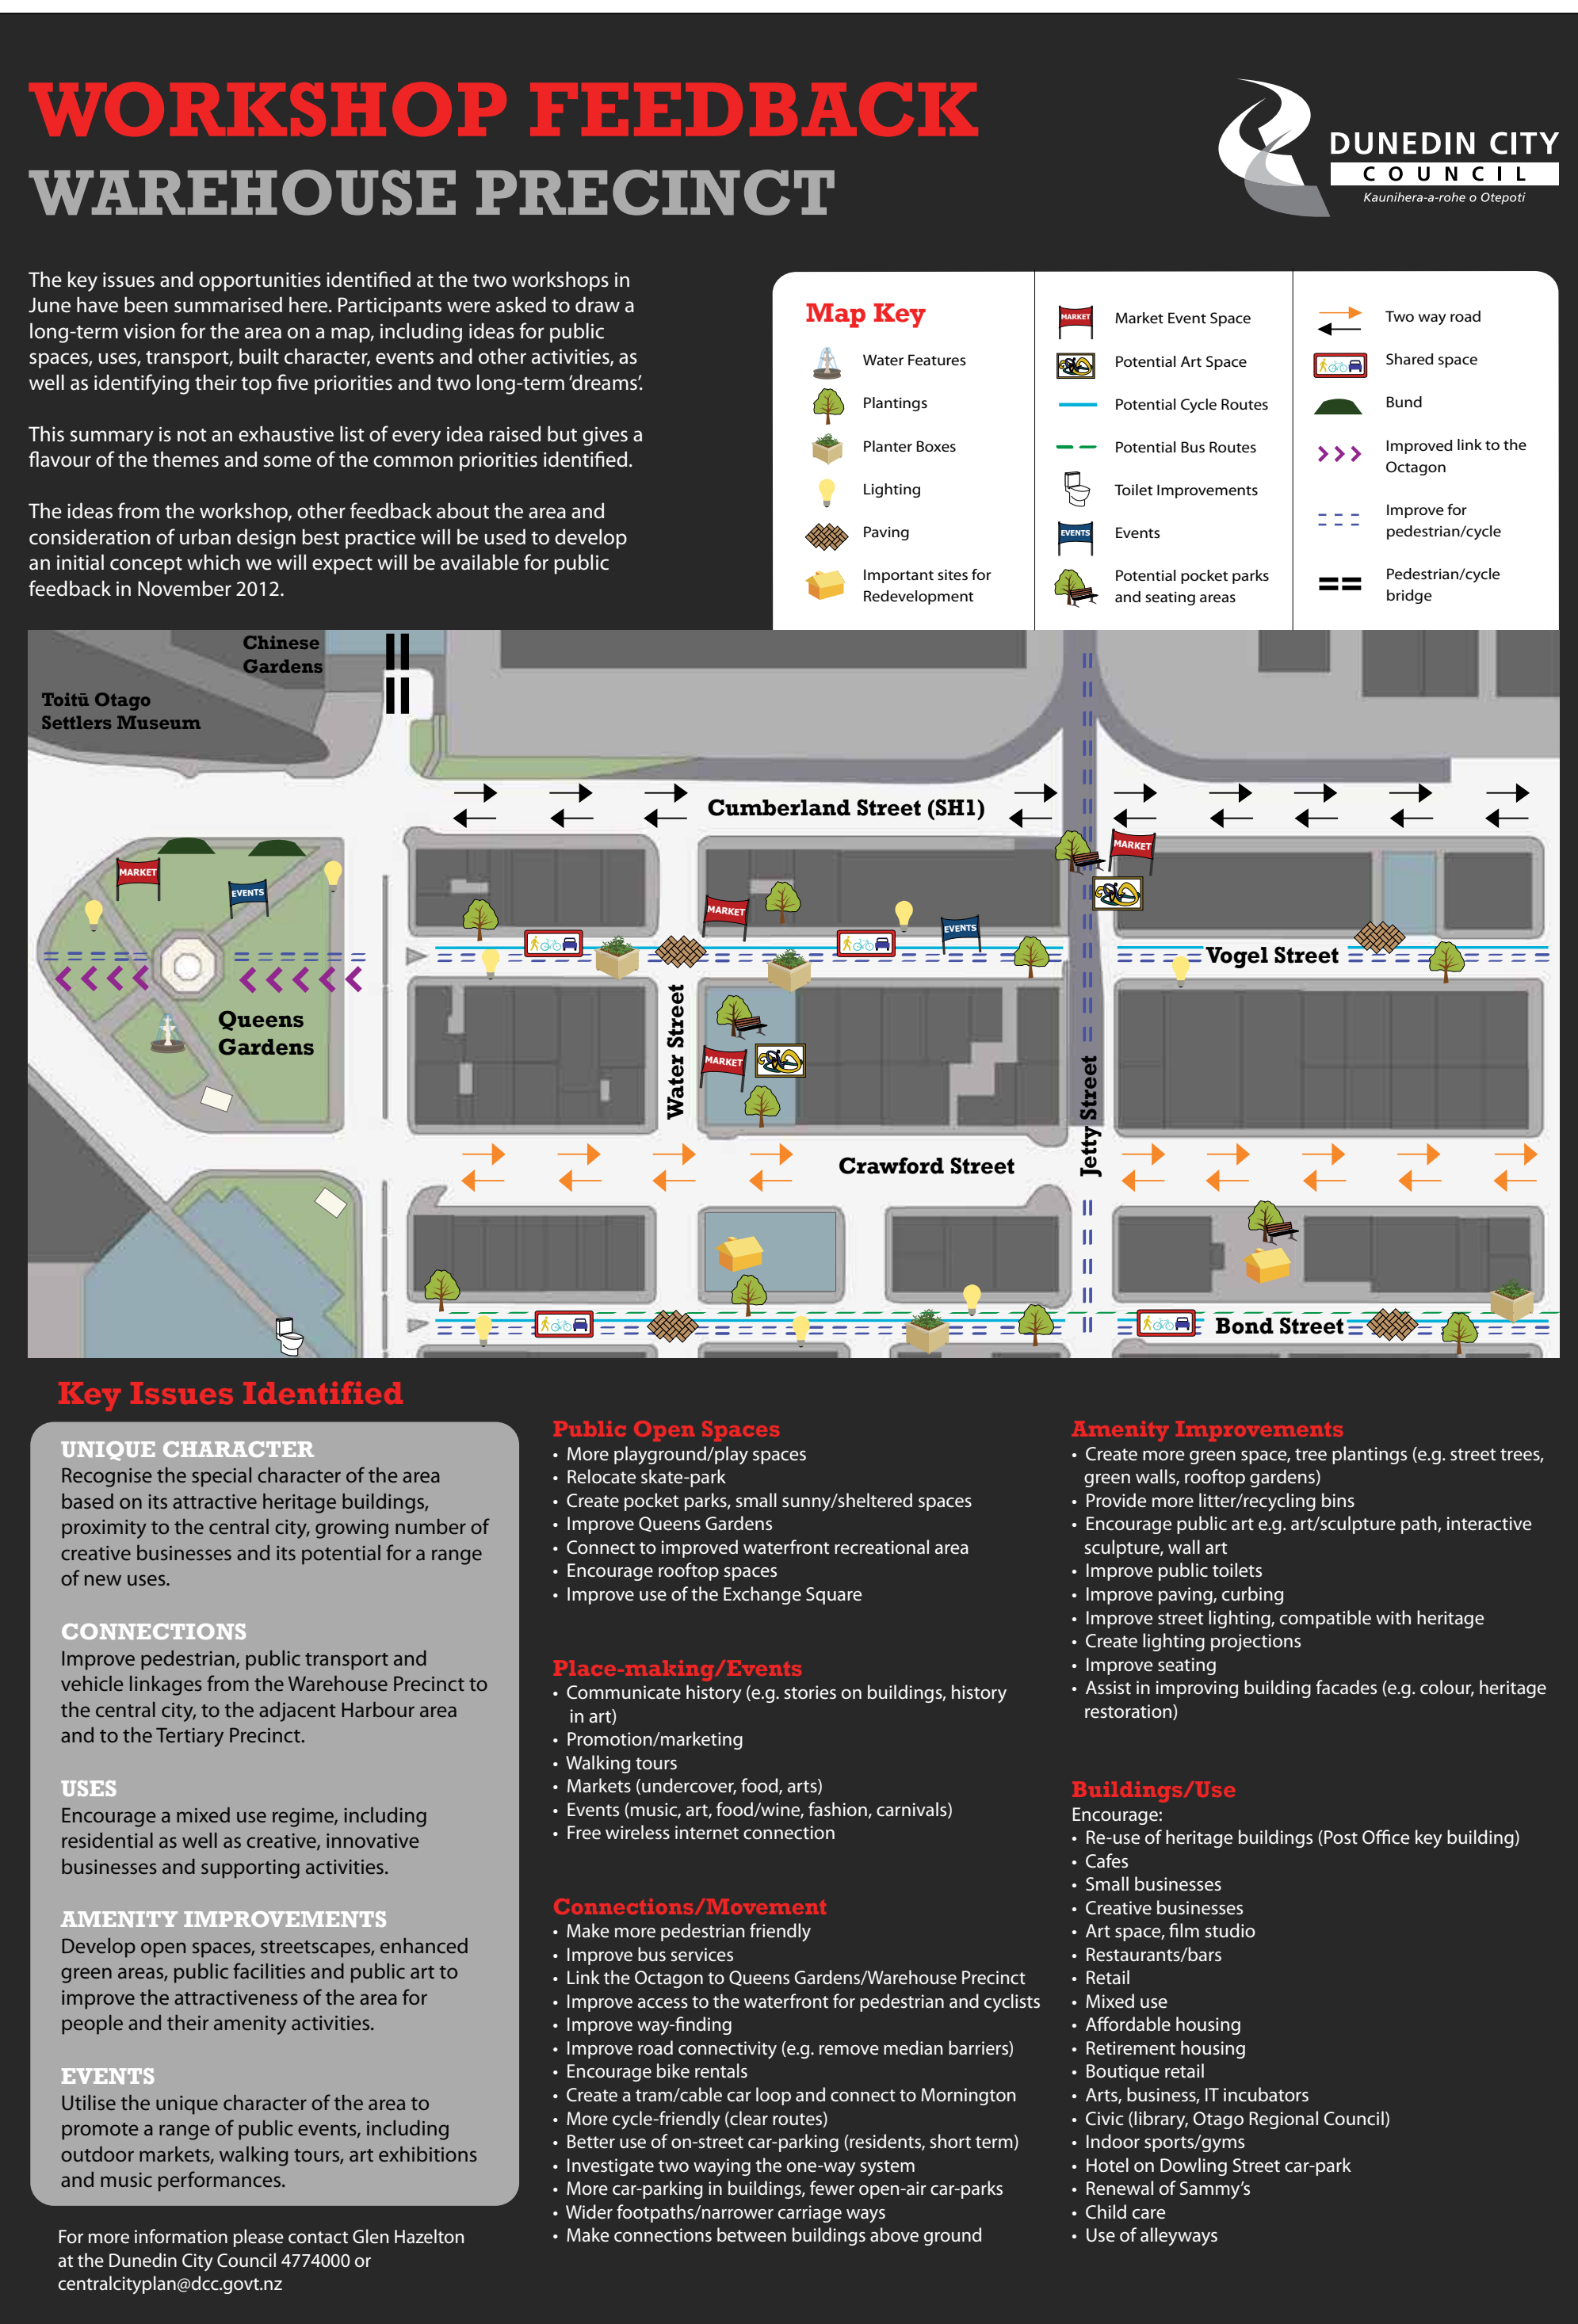 WORKSHOP FEEDBACK
WAREHOUSE PRECINCT
DUNEDIN CITY
COUNCIL
Kaunihera-a-rohe o Otepoti
The key issues and opportunities identified at the two workshops in
June have been summarised here. Participants were asked to draw a
long-term vision for the area on a map, including ideas for public
spaces, uses, transport, built character, events and other activities, as
well as identifying their top five priorities and two long-term ‘dreams’.
This summary is not an exhaustive list of every idea raised but gives a
flavour of the themes and some of the common priorities identified.
The ideas from the workshop, other feedback about the area and
consideration of urban design best practice will be used to develop
an initial concept which we will expect will be available for public
feedback in November 2012.
Map Key
Water Features
Plantings
Planter Boxes
Lighting
Paving
Important sites for
Redevelopment
MARKET
Market Event Space
Potential Art Space
Potential Cycle Routes
Potential Bus Routes
Toilet Improvements
EVENTS
Events
Potential pocket parks
and seating areas
Two way road
Shared space
Bund
Improved link to the
Octagon
Improve for
pedestrian/cycle
Pedestrian/cycle
bridge
Chinese
Gardens
Toitū Otago
Settlers Museum
Cumberland Street (SH1)
MARKET
MARKET
EVENTS
MARKET
EVENTS
Vogel Street
Queens
Gardens
Water Street
MARKET
Jetty Street
Crawford Street
Bond Street
Key Issues Identified
UNIQUE CHARACTER
Recognise the special character of the area
based on its attractive heritage buildings,
proximity to the central city, growing number of
creative businesses and its potential for a range
of new uses.
CONNECTIONS
Improve pedestrian, public transport and
vehicle linkages from the Warehouse Precinct to
the central city, to the adjacent Harbour area
and to the Tertiary Precinct.
USES
Encourage a mixed use regime, including
residential as well as creative, innovative
businesses and supporting activities.
AMENITY IMPROVEMENTS
Develop open spaces, streetscapes, enhanced
green areas, public facilities and public art to
improve the attractiveness of the area for
people and their amenity activities.
EVENTS
Utilise the unique character of the area to
promote a range of public events, including
outdoor markets, walking tours, art exhibitions
and music performances.
For more information please contact Glen Hazelton
at the Dunedin City Council 4774000 or
centralcityplan@dcc.govt.nz
Public Open Spaces
• More playground/play spaces
• Relocate skate-park
• Create pocket parks, small sunny/sheltered spaces
• Improve Queens Gardens
• Connect to improved waterfront recreational area
• Encourage rooftop spaces
• Improve use of the Exchange Square
Place-making/Events
• Communicate history (e.g. stories on buildings, history
in art)
• Promotion/marketing
• Walking tours
• Markets (undercover, food, arts)
• Events (music, art, food/wine, fashion, carnivals)
• Free wireless internet connection
Connections/Movement
• Make more pedestrian friendly
• Improve bus services
• Link the Octagon to Queens Gardens/Warehouse Precinct
• Improve access to the waterfront for pedestrian and cyclists
• Improve way-finding
• Improve road connectivity (e.g. remove median barriers)
• Encourage bike rentals
• Create a tram/cable car loop and connect to Mornington
• More cycle-friendly (clear routes)
• Better use of on-street car-parking (residents, short term)
• Investigate two waying the one-way system
• More car-parking in buildings, fewer open-air car-parks
• Wider footpaths/narrower carriage ways
• Make connections between buildings above ground
Amenity Improvements
• Create more green space, tree plantings (e.g. street trees,
green walls, rooftop gardens)
• Provide more litter/recycling bins
• Encourage public art e.g. art/sculpture path, interactive
sculpture, wall art
• Improve public toilets
• Improve paving, curbing
• Improve street lighting, compatible with heritage
• Create lighting projections
• Improve seating
• Assist in improving building facades (e.g. colour, heritage
restoration)
Buildings/Use
Encourage:
• Re-use of heritage buildings (Post Office key building)
• Cafes
• Small businesses
• Creative businesses
• Art space, film studio
• Restaurants/bars
• Retail
• Mixed use
• Affordable housing
• Retirement housing
• Boutique retail
• Arts, business, IT incubators
• Civic (library, Otago Regional Council)
• Indoor sports/gyms
• Hotel on Dowling Street car-park
• Renewal of Sammy’s
• Child care
• Use of alleyways